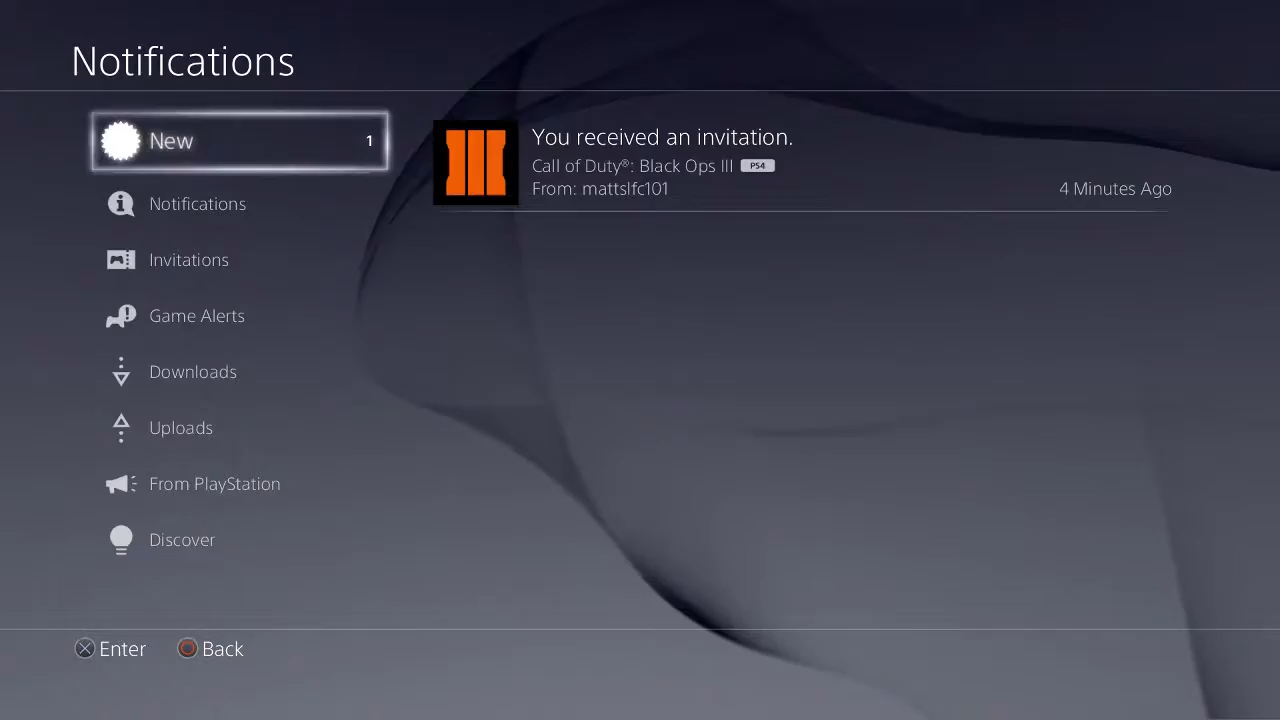 Notifications
New 1
Notifications
Invitations
Game Alerts
Downloads
Uploads
From PlayStation
Discover
You received an invitation.
Call of Duty®: Black Ops III PS4
From: mattslfc101 4 Minutes Ago
Enter Back